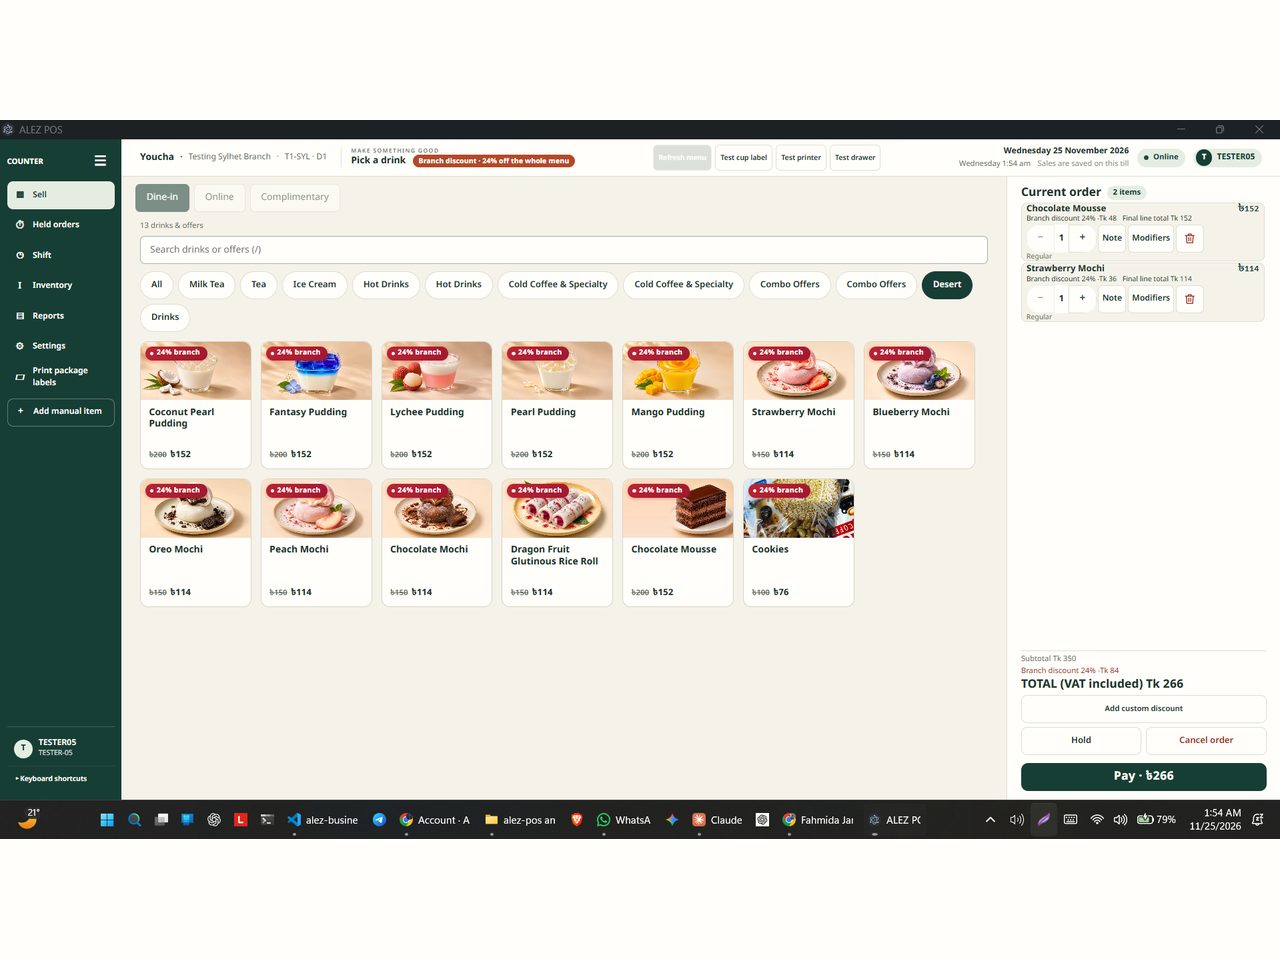 ALEZ POS
COUNTER
Sell
Held orders
Shift
Inventory
Reports
Settings
Print package
labels
+ Add manual item
T TESTER05
TESTER-05
Keyboard shortcuts
Youcha · Testing Sylhet Branch · T1-SYL · D1
MAKE SOMETHING GOOD
Pick a drink Branch discount · 24% off the whole menu
Refresh menu Test cup label Test printer Test drawer
Wednesday 25 November 2026
Wednesday 1:54 am Sales are saved on this till
Online T TESTER05
Dine-in Online Complimentary
13 drinks & offers
Search drinks or offers (/)
All Milk Tea Tea Ice Cream Hot Drinks Hot Drinks Cold Coffee & Specialty Cold Coffee & Specialty Combo Offers Combo Offers Desert
Drinks
24% branch 24% branch 24% branch 24% branch 24% branch 24% branch 24% branch
Coconut Pearl Pudding Fantasy Pudding Lychee Pudding Pearl Pudding Mango Pudding Strawberry Mochi Blueberry Mochi
৳200 ৳152 ৳200 ৳152 ৳200 ৳152 ৳200 ৳152 ৳200 ৳152 ৳150 ৳114 ৳150 ৳114
24% branch 24% branch 24% branch 24% branch 24% branch 24% branch
Oreo Mochi Peach Mochi Chocolate Mochi Dragon Fruit Glutinous Rice Roll Chocolate Mousse Cookies
৳150 ৳114 ৳150 ৳114 ৳150 ৳114 ৳150 ৳114 ৳200 ৳152 ৳100 ৳76
Current order 2 items
Chocolate Mousse ৳152
Branch discount 24% -Tk 48 Final line total Tk 152
− 1 + Note Modifiers
Regular
Strawberry Mochi ৳114
Branch discount 24% -Tk 36 Final line total Tk 114
− 1 + Note Modifiers
Regular
Subtotal Tk 350
Branch discount 24% -Tk 84
TOTAL (VAT included) Tk 266
Add custom discount
Hold Cancel order
Pay · ৳266
21° alez-busine Account · A alez-pos an WhatsA Claude Fahmida Jar ALEZ PC 79% 1:54 AM
11/25/2026